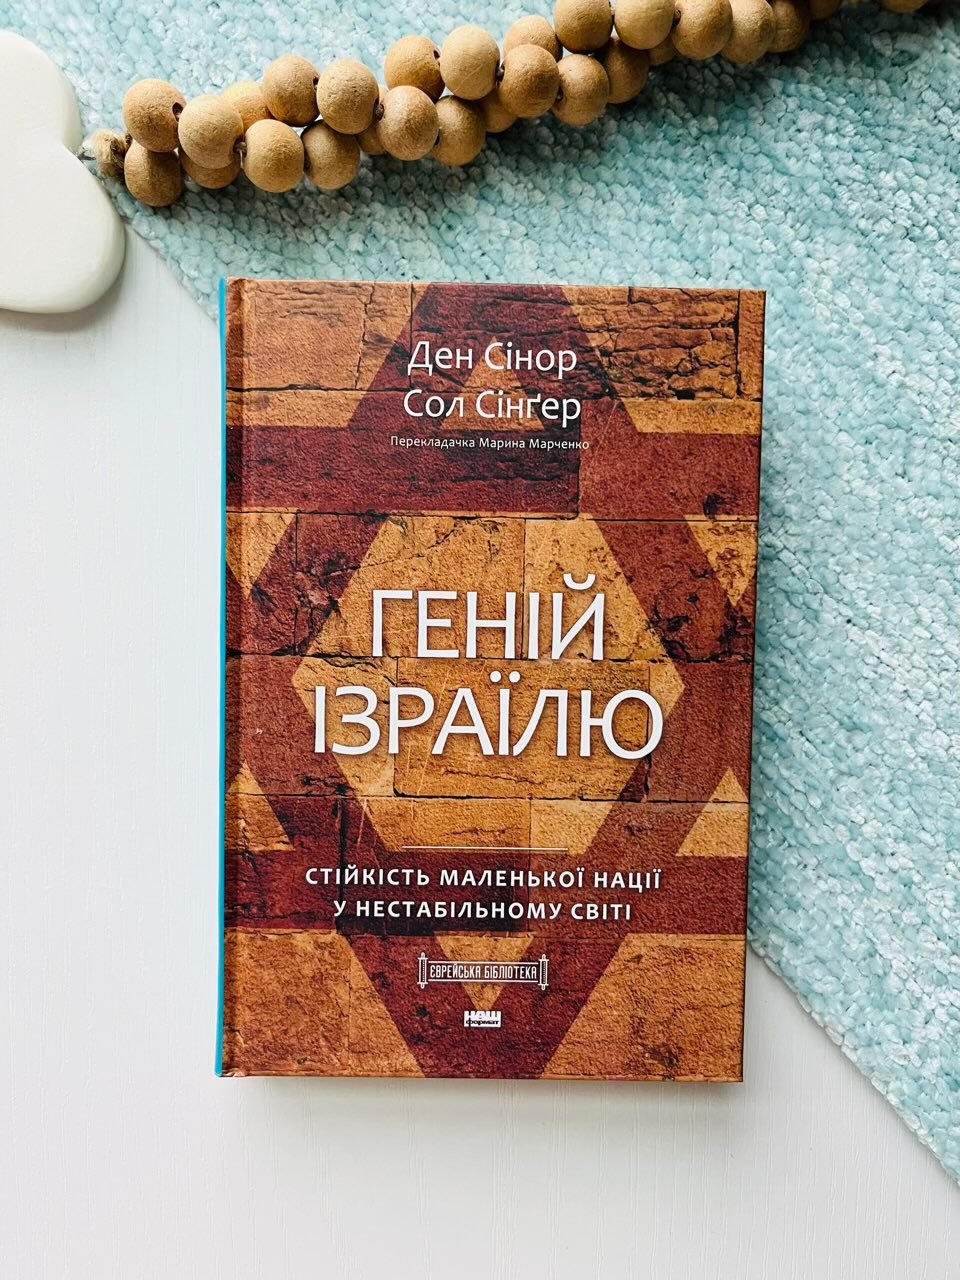 Ден Сінор
Сол Сінґер
Перекладачка Марина Марченко
ГЕНІЙ
ІЗРАЇЛЮ
СТІЙКІСТЬ МАЛЕНЬКОЇ НАЦІЇ
У НЕСТАБІЛЬНОМУ СВІТІ
ЄВРЕЙСЬКА БІБЛІОТЕКА
НАШ
формат